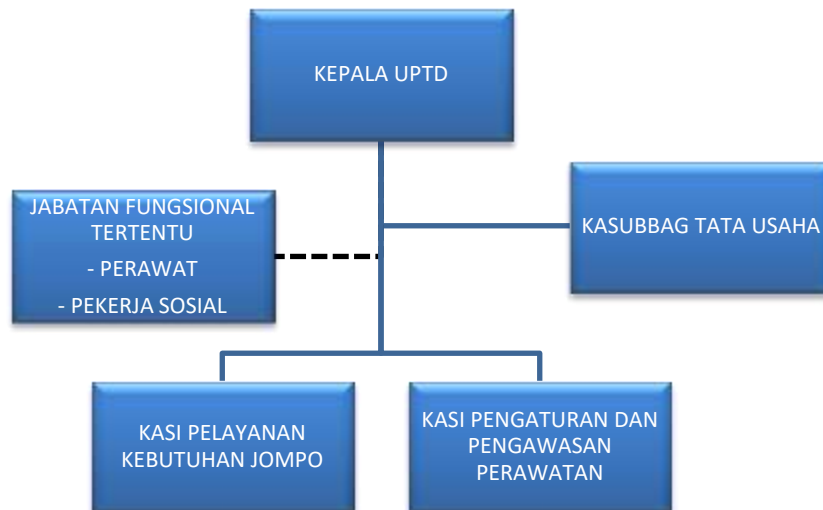 KEPALA UPTD
JABATAN FUNGSIONAL
TERTENTU
- PERAWAT
- PEKERJA SOSIAL
KASUBBAG TATA USAHA
KASI PELAYANAN
KEBUTUHAN JOMPO
KASI PENGATURAN DAN
PENGAWASAN
PERAWATAN